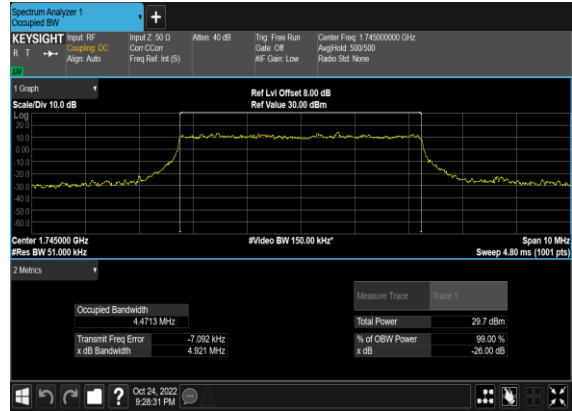 Spectrum Analyzer 1
Occupied BW
KEYSIGHT Input: RF Input Z: 50 Ω Atten: 40 dB Trig: Free Run Center Freq: 1.745000000 GHz
R T Coupling: DC Corr CCorr Gate: Off Avg|Hold: 500/500
Align: Auto Freq Ref: Int (S) #IF Gain: Low Radio Std: None
1 Graph
Ref Lvl Offset 8.00 dB
Scale/Div 10.0 dB Ref Value 30.00 dBm
Log
20.0
10.0
0.00
-10.0
-20.0
-30.0
-40.0
-50.0
-60.0
Center 1.745000 GHz #Video BW 150.00 kHz* Span 10 MHz
#Res BW 51.000 kHz Sweep 4.80 ms (1001 pts)
2 Metrics
Measure Trace Trace 1
Occupied Bandwidth
4.4713 MHz Total Power 29.7 dBm
Transmit Freq Error -7.092 kHz % of OBW Power 99.00 %
x dB Bandwidth 4.921 MHz x dB -26.00 dB
Oct 24, 2022
9:28:31 PM